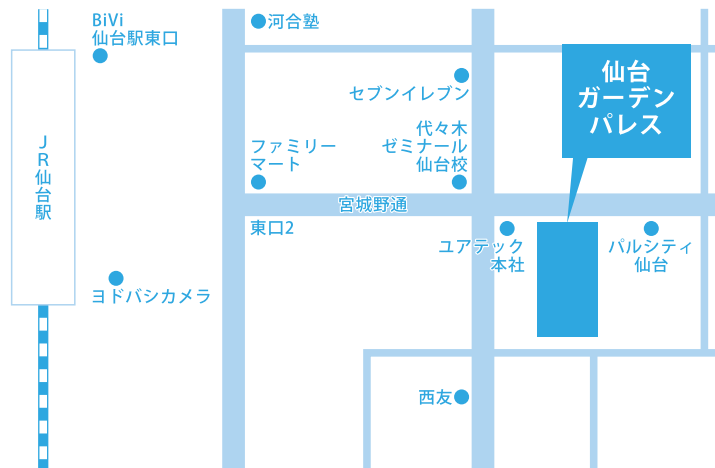 BiVi
仙台駅東口
河合塾
仙台
ガーデン
パレス
セブンイレブン
代々木
ゼミナール
仙台校
ファミリー
マート
JR仙台駅
宮城野通
東口2
ユアテック
本社
パルシティ
仙台
ヨドバシカメラ
西友